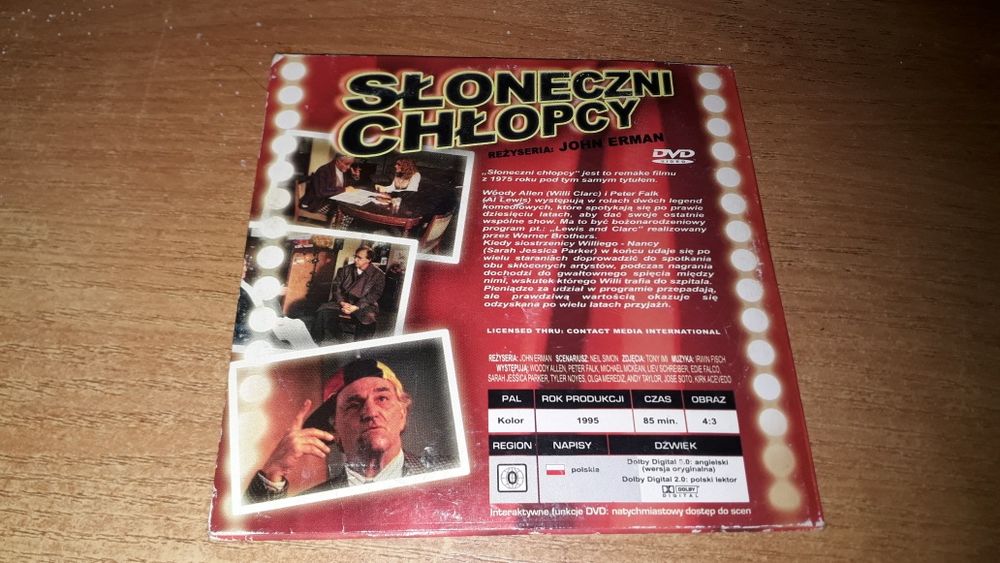 SŁONECZNI
CHŁOPCY
REŻYSERIA: JOHN ERMAN
DVD
VIDEO
„Słoneczni chłopcy" jest to remake filmu
z 1975 roku pod tym samym tytułem.
Woody Allen (Willi Clarc) i Peter Falk
(Al Lewis) występują w rolach dwóch legend
komediowych, które spotykają się po prawie
dziesięciu latach, aby dać swoje ostatnie
wspólne show. Ma to być bożonarodzeniowy
program pt.: „Lewis and Clarc" realizowany
przez Warner Brothers.
Kiedy siostrzenicy Williego - Nancy
(Sarah Jessica Parker) w końcu udaje się po
wielu staraniach doprowadzić do spotkania
obu skłóconych artystów, podczas nagrania
dochodzi do gwałtownego spięcia między
nimi, wskutek którego Willi trafia do szpitala.
Pieniądze za udział w programie przepadają,
ale prawdziwą wartością okazuje się
odzyskana po wielu latach przyjaźń.
LICENSED THRU: CONTACT MEDIA INTERNATIONAL
REŻYSERIA: JOHN ERMAN SCENARIUSZ: NEIL SIMON ZDJĘCIA: TONY IMI MUZYKA: IRWIN FISCH
WYSTĘPUJĄ: WOODY ALLEN, PETER FALK, MICHAEL MCKEAN, LIEV SCHREIBER, EDIE FALCO,
SARAH JESSICA PARKER, TYLER NOYES, OLGA MEREDIZ, ANDY TAYLOR, JOSE SOTO, KIRK ACEVEDO
PAL ROK PRODUKCJI CZAS OBRAZ
Kolor 1995 85 min. 4:3
REGION NAPISY DŹWIEK
0 polskie Dolby Digital 5.0: angielski
(wersja oryginalna)
Dolby Digital 2.0: polski lektor
DOLBY
DIGITAL
Interaktywne funkcje DVD: natychmiastowy dostęp do scen